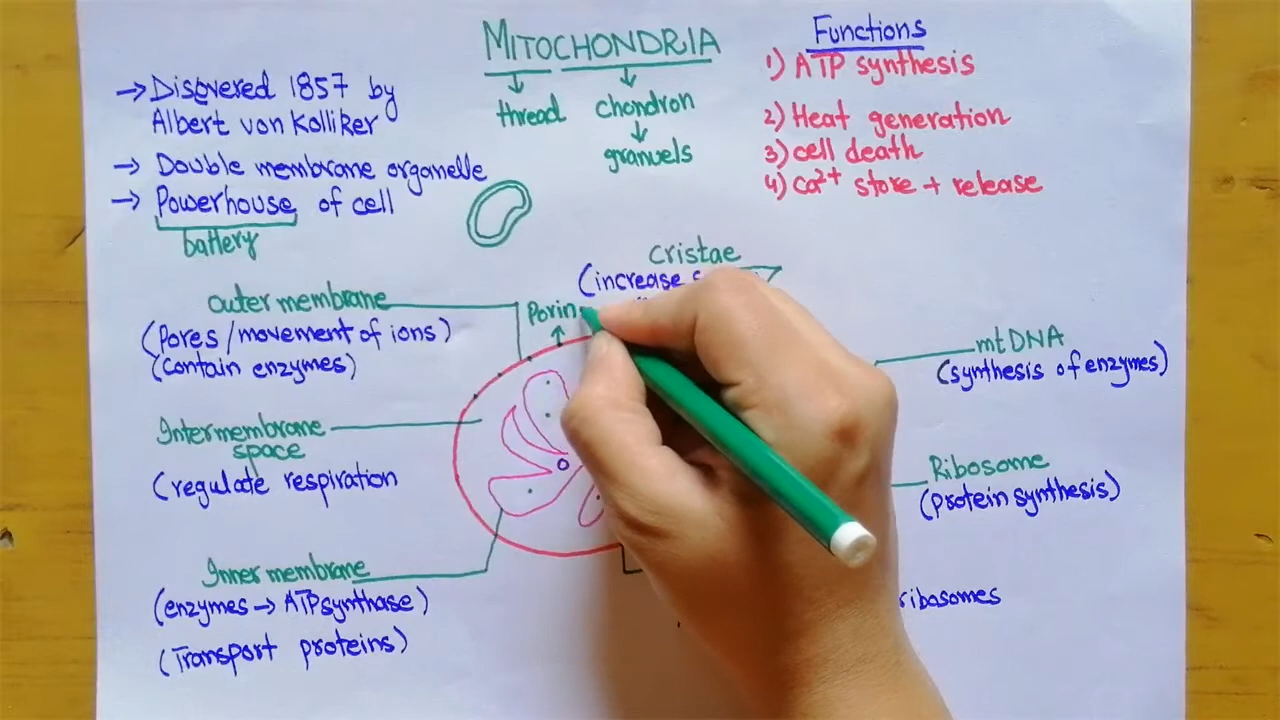 MITOCHONDRIA
thread
chondron
granuels
→ Discovered 1857 by
Albert von Kolliker
→ Double membrane organelle
→ Powerhouse of cell
battery
Functions
1) ATP synthesis
2) Heat generation
3) cell death
4) Ca2+ store + release
cristae
(increase
Porin
outer membrane
(Pores/movement of ions)
(contain enzymes)
Intermembrane
space
(regulate respiration
Inner membrane
(enzymes → ATP synthase)
(Transport proteins)
mtDNA
(synthesis of enzymes)
Ribosome
(protein synthesis)
ribosomes